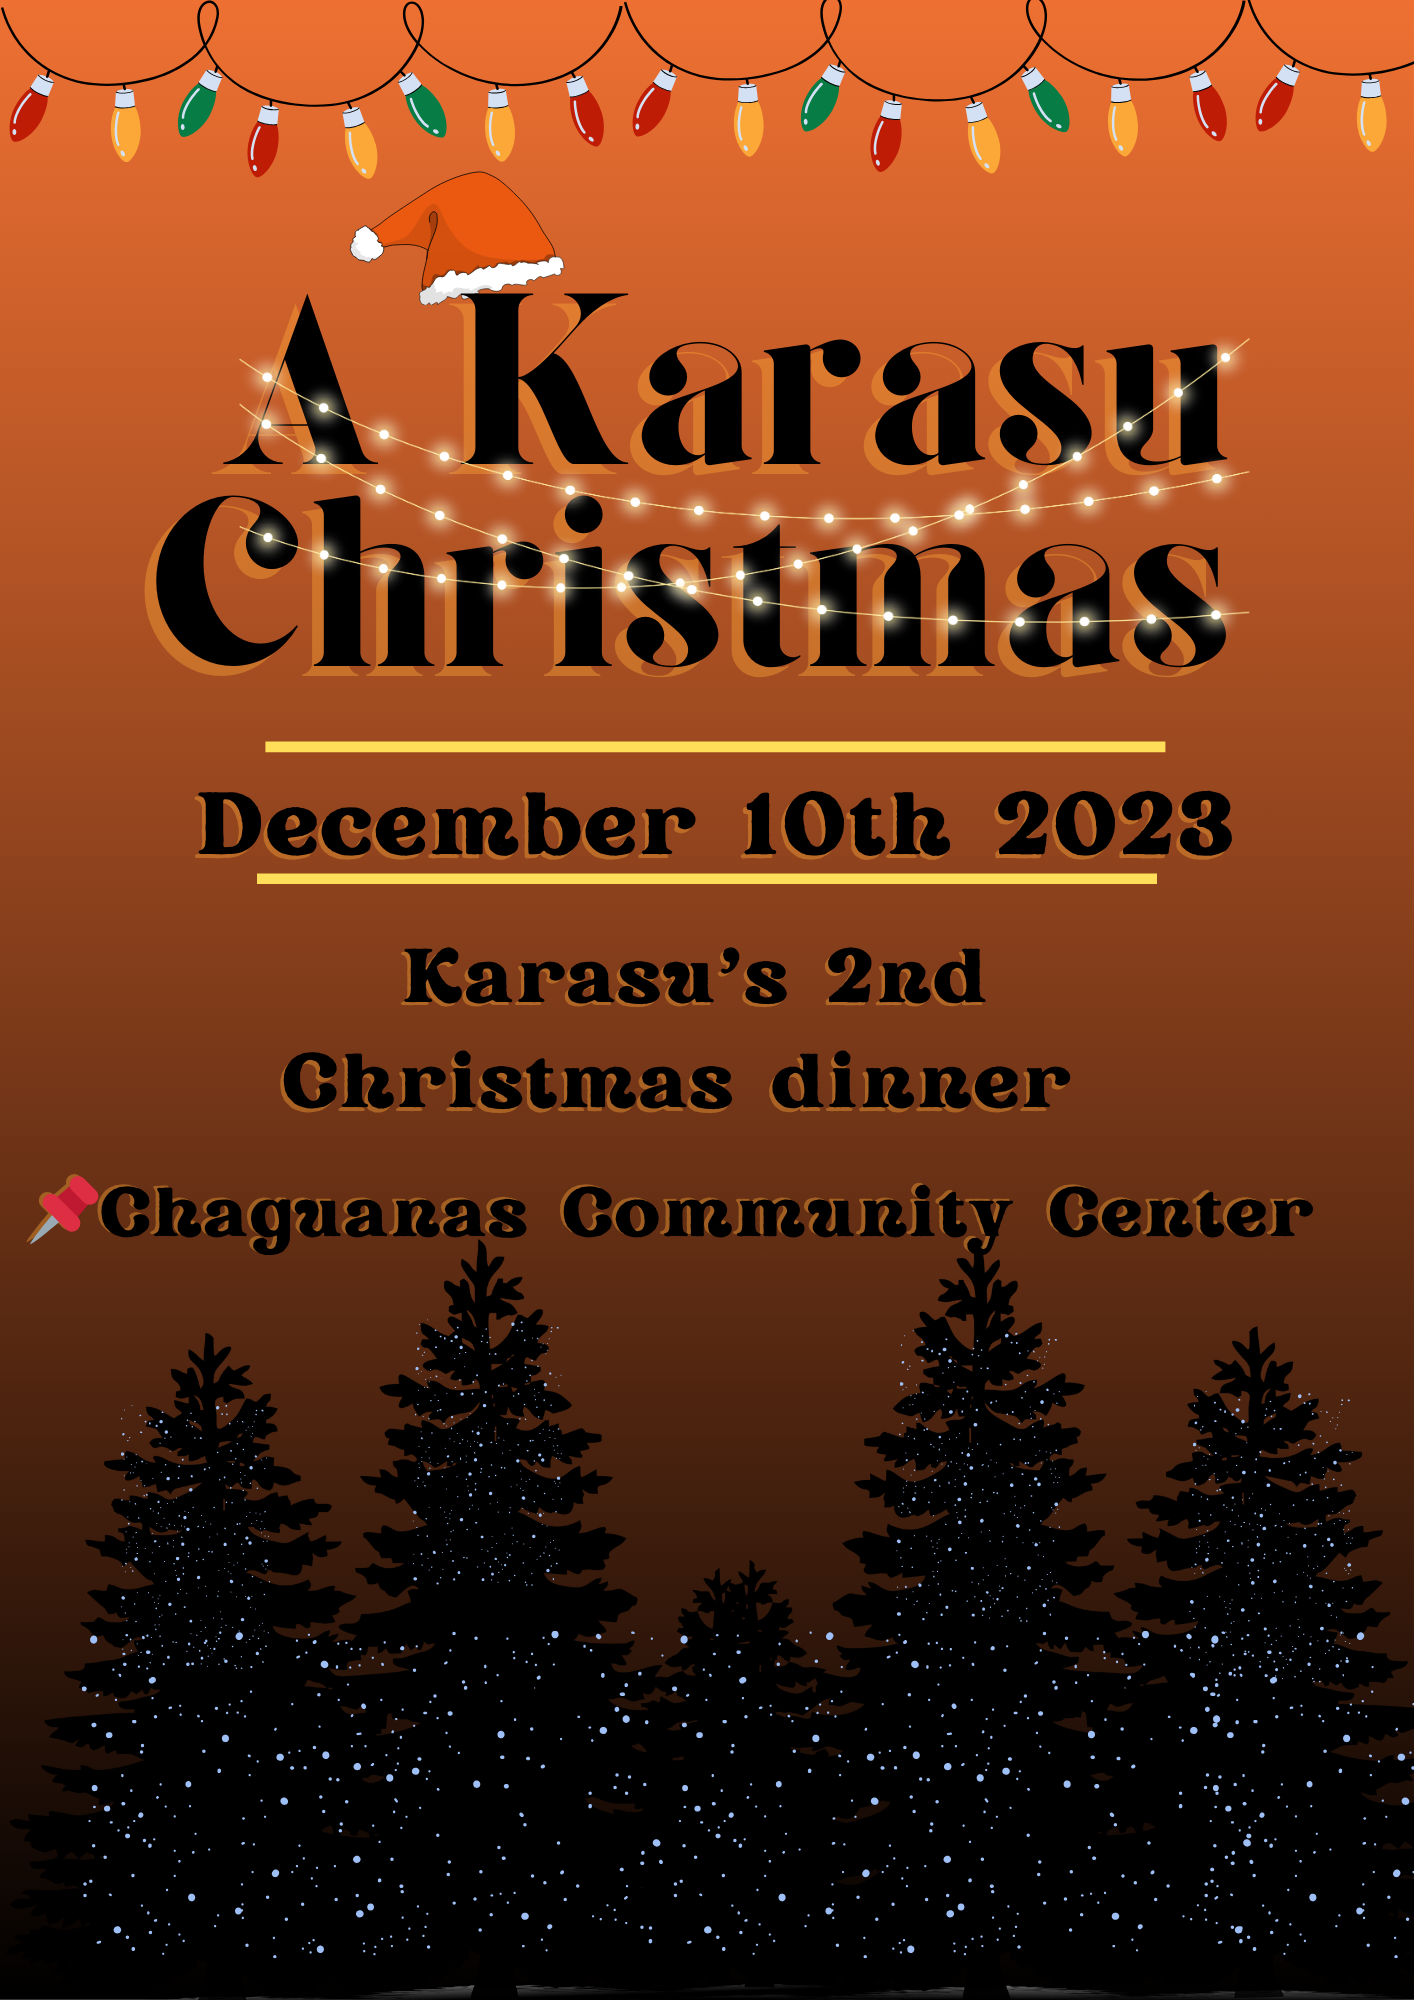 A Karasu
Christmas
December 10th 2023
Karasu's 2nd
Christmas dinner
Chaguanas Community Center